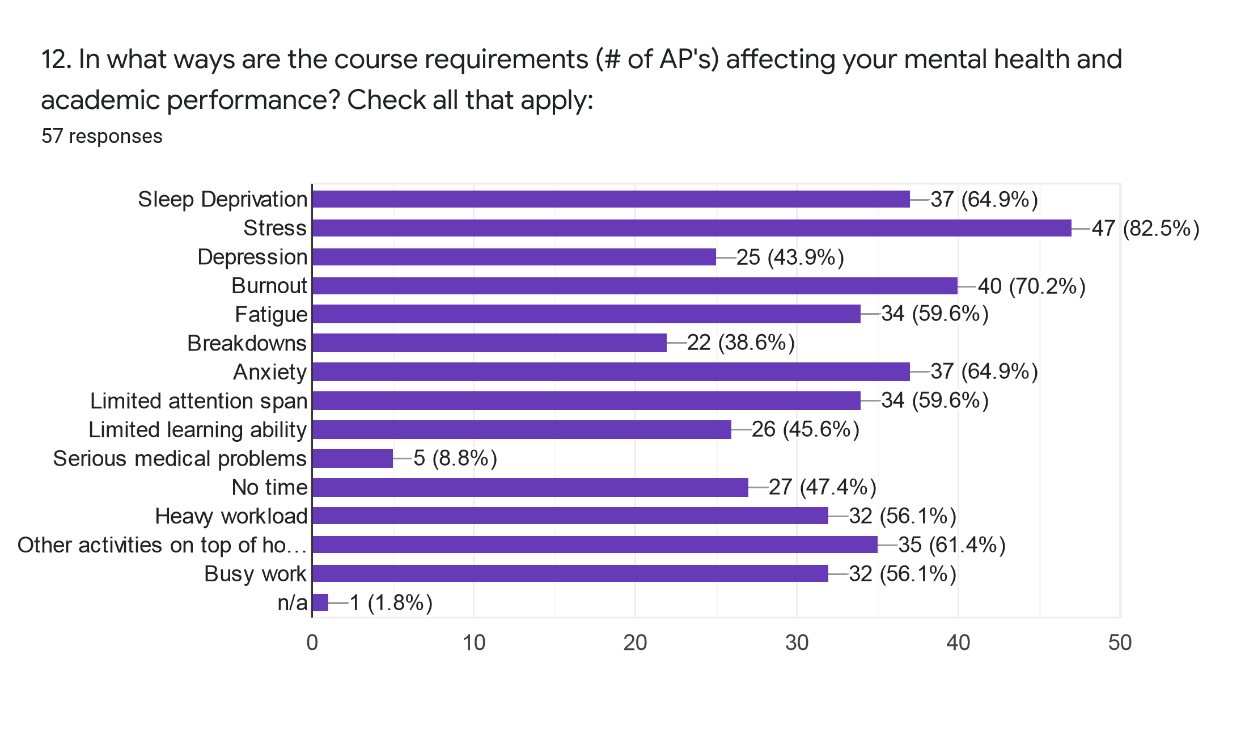 12. In what ways are the course requirements (# of AP's) affecting your mental health and
academic performance? Check all that apply:
57 responses
Sleep Deprivation 37 (64.9%)
Stress 47 (82.5%)
Depression 25 (43.9%)
Burnout 40 (70.2%)
Fatigue 34 (59.6%)
Breakdowns 22 (38.6%)
Anxiety 37 (64.9%)
Limited attention span 34 (59.6%)
Limited learning ability 26 (45.6%)
Serious medical problems 5 (8.8%)
No time 27 (47.4%)
Heavy workload 32 (56.1%)
Other activities on top of ho… 35 (61.4%)
Busy work 32 (56.1%)
n/a 1 (1.8%)
0 10 20 30 40 50